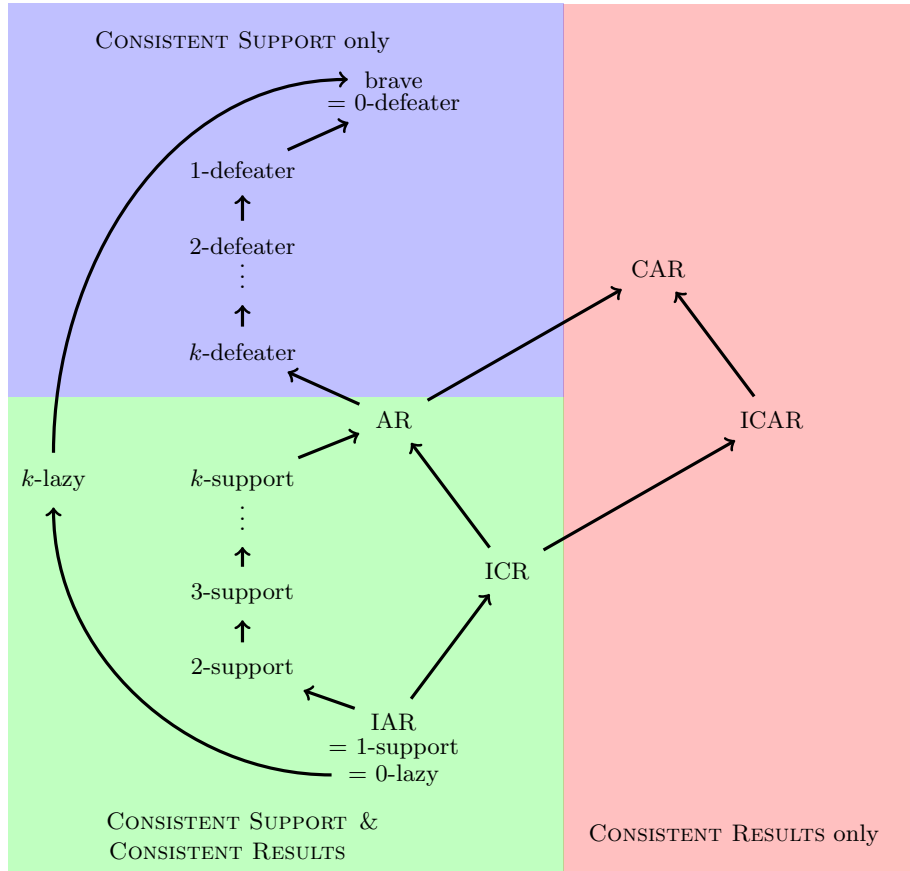 CONSISTENT SUPPORT only
brave
= 0-defeater
1-defeater
2-defeater
⋮
CAR
k-defeater
AR
ICAR
k-lazy
k-support
⋮
ICR
3-support
2-support
IAR
= 1-support
= 0-lazy
CONSISTENT SUPPORT &
CONSISTENT RESULTS
CONSISTENT RESULTS only